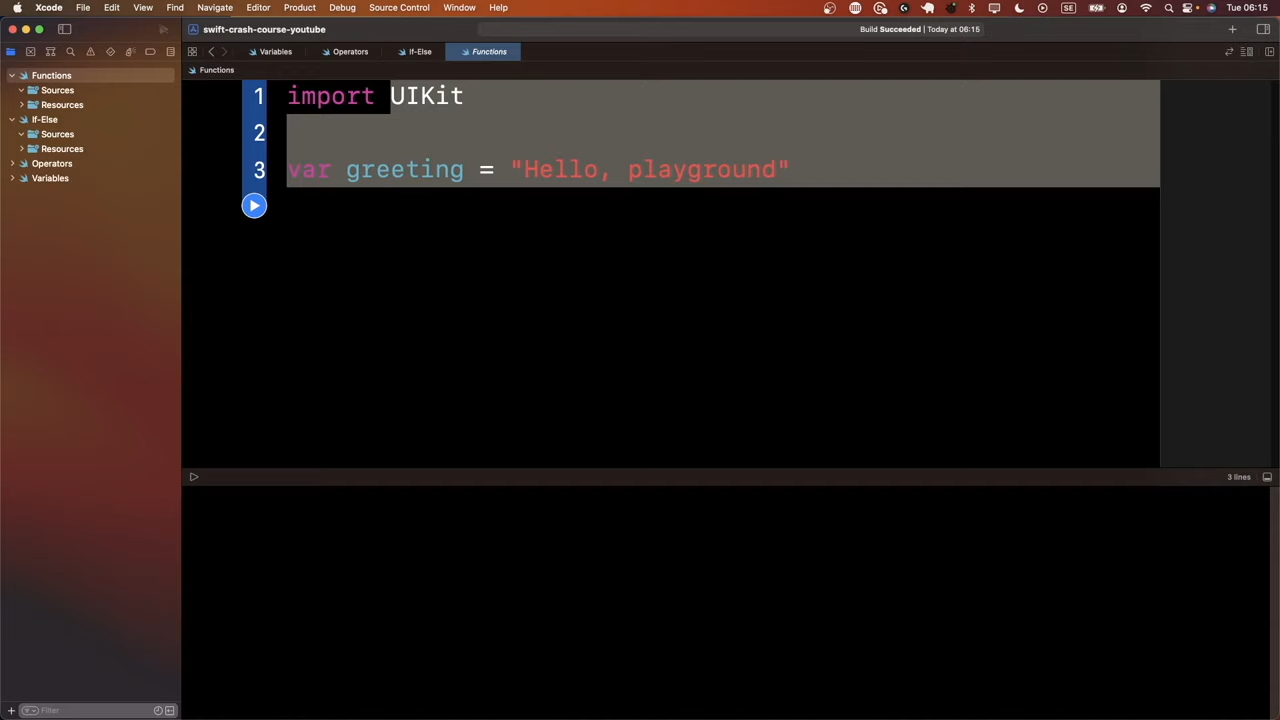 Xcode File Edit View Find Navigate Editor Product Debug Source Control Window Help SE Tue 06:15
swift-crash-course-youtube Build Succeeded | Today at 06:15
Variables Operators If-Else Functions
Functions
Functions
Sources
Resources
If-Else
Sources
Resources
Operators
Variables
1 import UIKit
2
3 var greeting = "Hello, playground"
3 lines
Filter